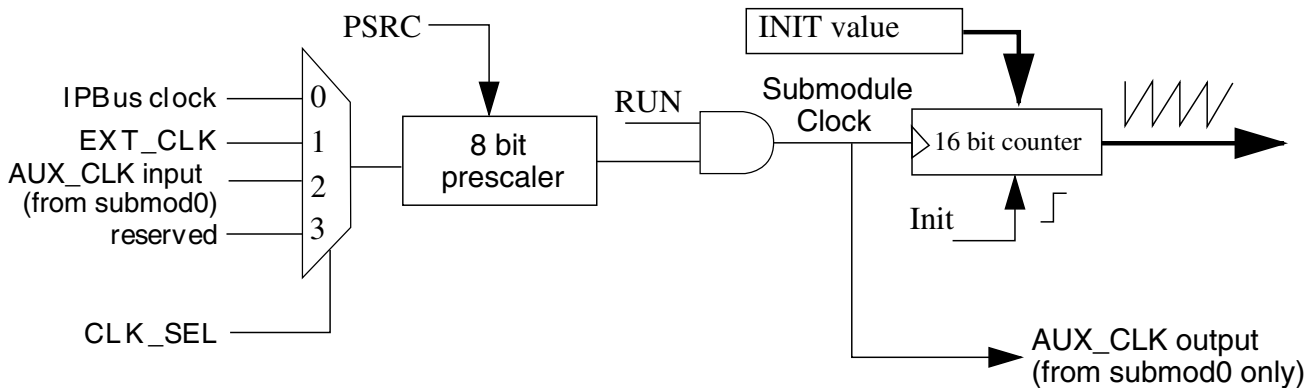 PSRC
INIT value
IPBus clock
0
EXT_CLK
1
AUX_CLK input
(from submod0)
2
reserved
3
CLK_SEL
8 bit
prescaler
RUN
Submodule
Clock
16 bit counter
Init
AUX_CLK output
(from submod0 only)